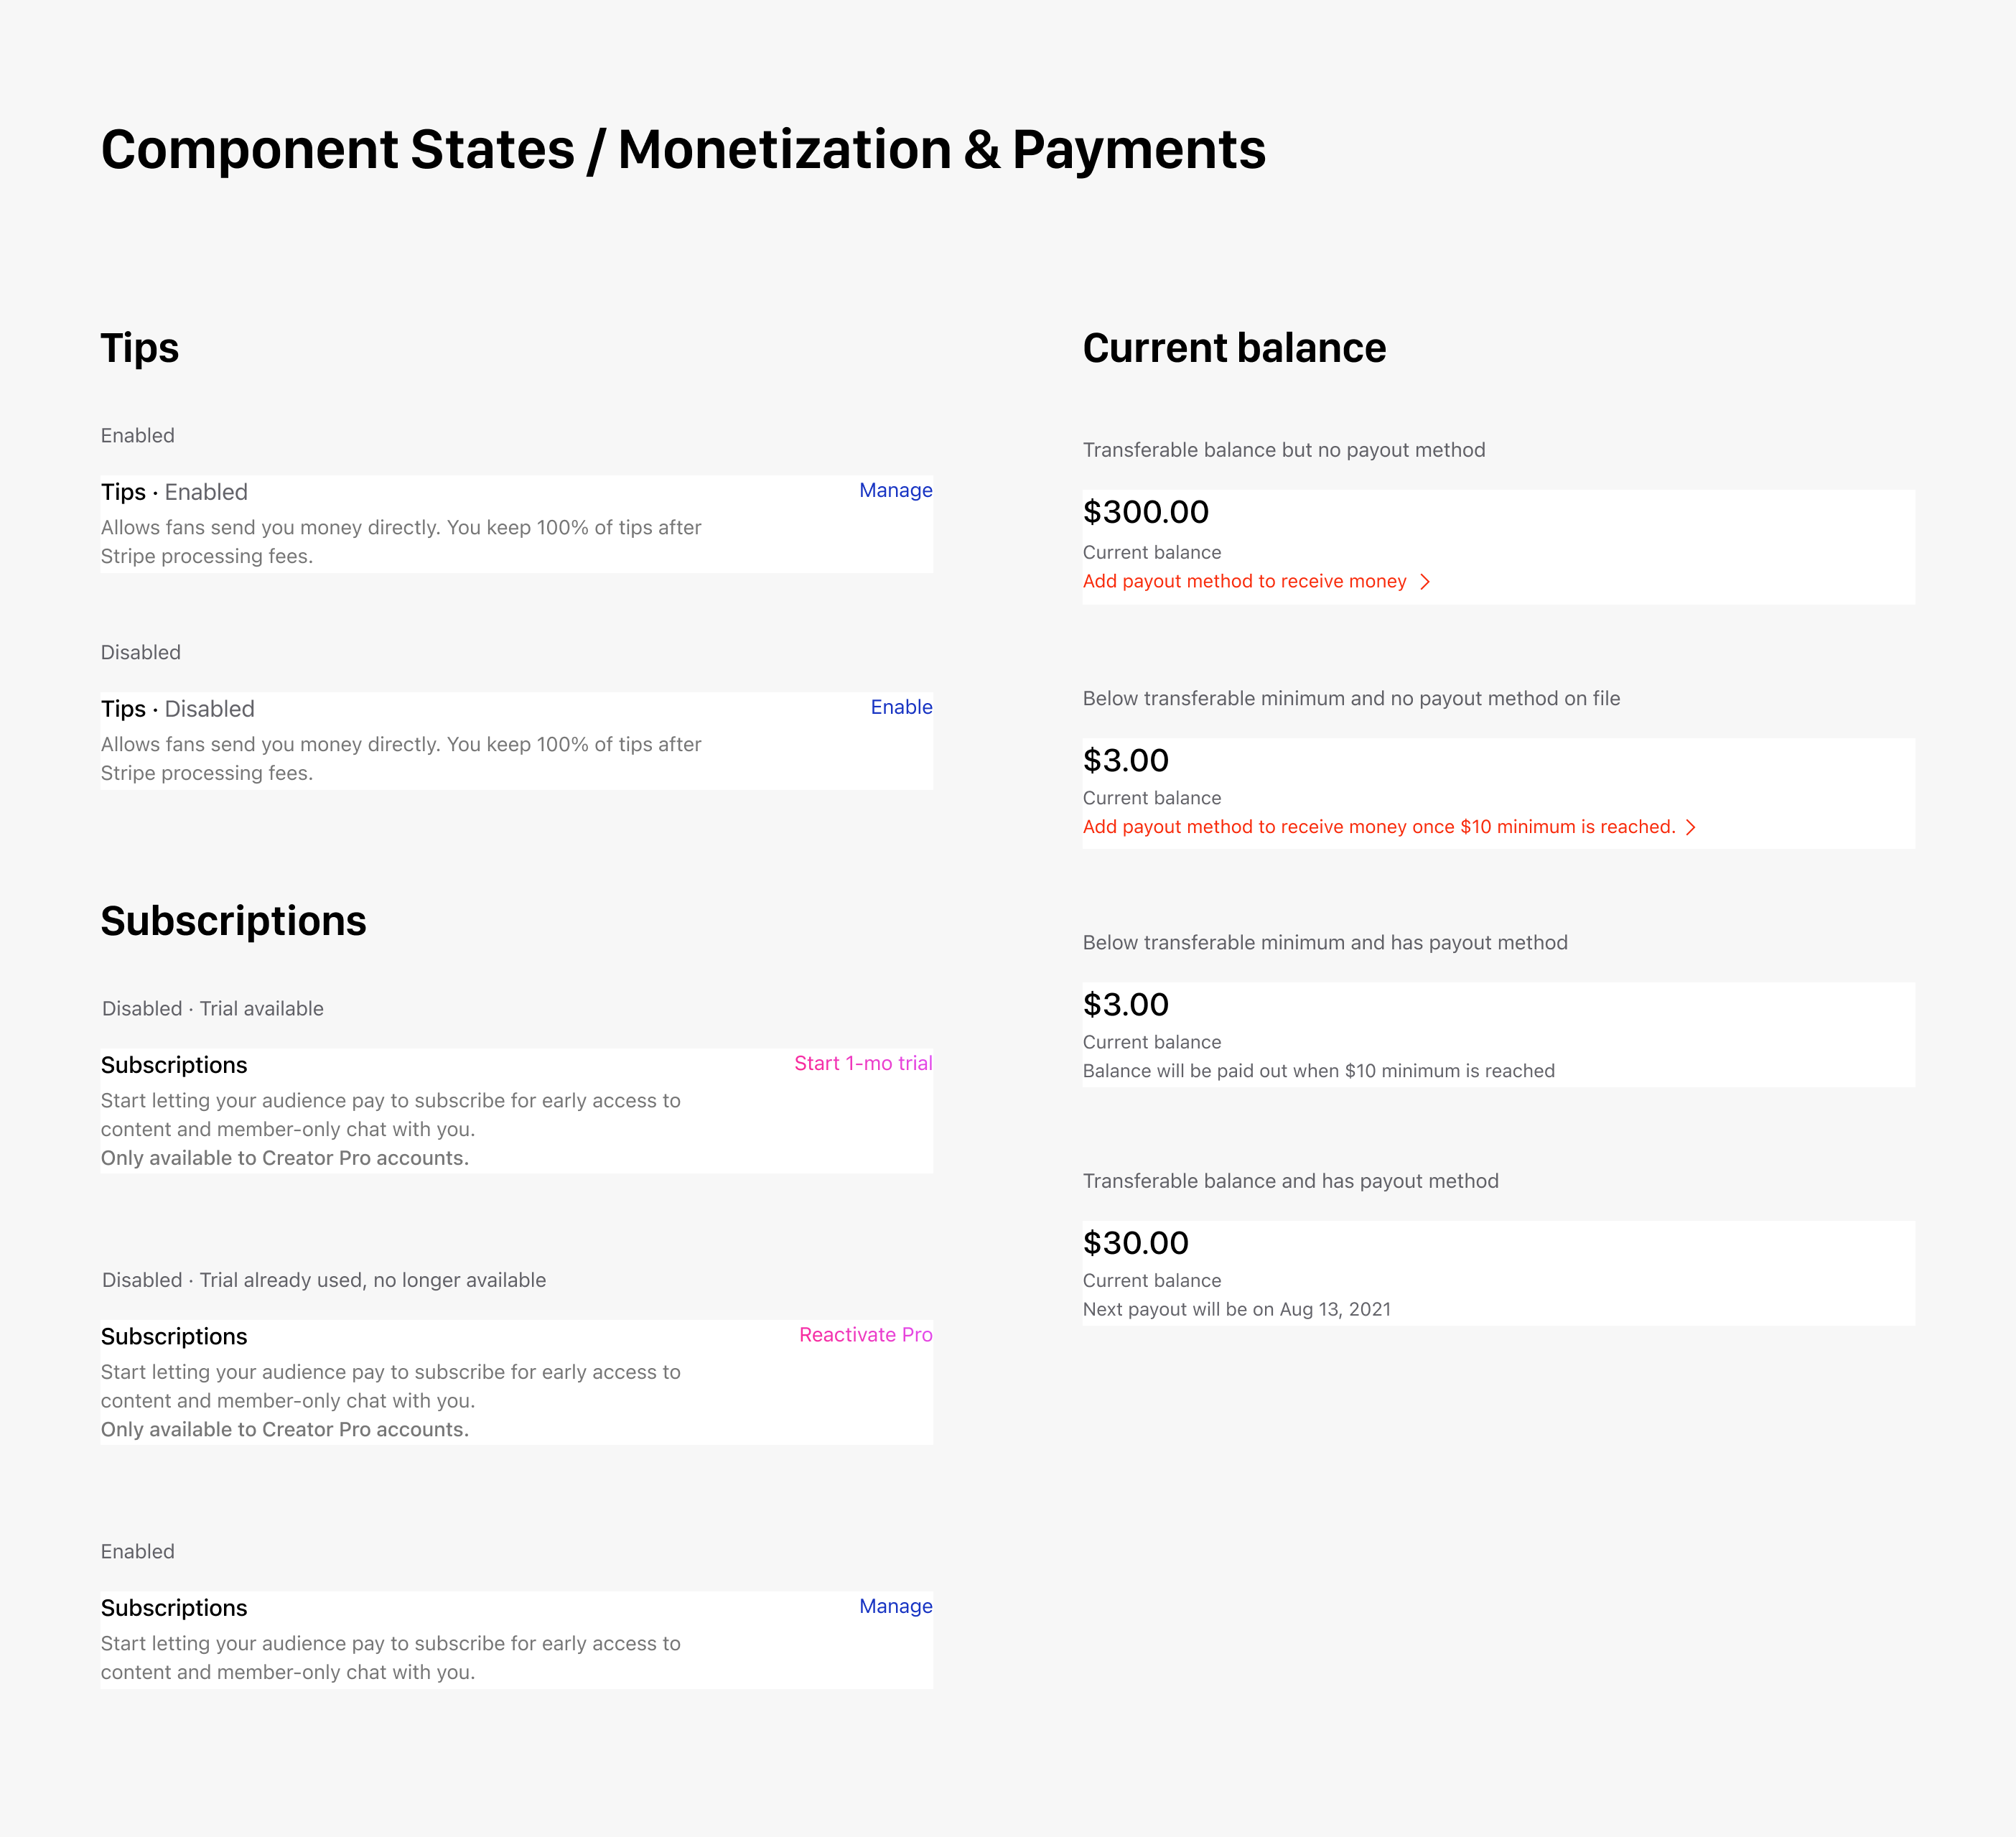 Component States / Monetization & Payments
Tips
Enabled
Tips · Enabled
Manage
Allows fans send you money directly. You keep 100% of tips after
Stripe processing fees.
Disabled
Tips · Disabled
Enable
Allows fans send you money directly. You keep 100% of tips after
Stripe processing fees.
Subscriptions
Disabled · Trial available
Subscriptions
Start 1-mo trial
Start letting your audience pay to subscribe for early access to
content and member-only chat with you.
Only available to Creator Pro accounts.
Disabled · Trial already used, no longer available
Subscriptions
Reactivate Pro
Start letting your audience pay to subscribe for early access to
content and member-only chat with you.
Only available to Creator Pro accounts.
Enabled
Subscriptions
Manage
Start letting your audience pay to subscribe for early access to
content and member-only chat with you.
Current balance
Transferable balance but no payout method
$300.00
Current balance
Add payout method to receive money
Below transferable minimum and no payout method on file
$3.00
Current balance
Add payout method to receive money once $10 minimum is reached.
Below transferable minimum and has payout method
$3.00
Current balance
Balance will be paid out when $10 minimum is reached
Transferable balance and has payout method
$30.00
Current balance
Next payout will be on Aug 13, 2021